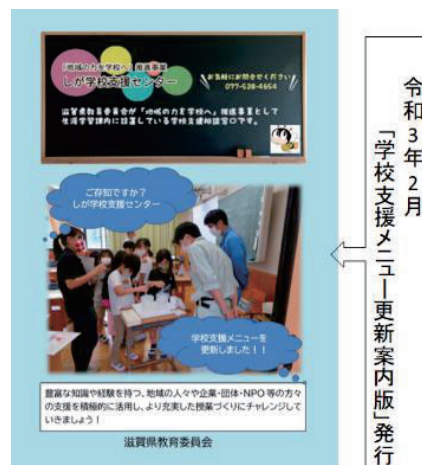 「地域の力を学校へ」推進事業
しが学校支援センター
お気軽にお問合せください
077-528-4654
滋賀県教育委員会が「地域の力を学校へ」推進事業として
生涯学習課内に設置している学校支援相談窓口です。
ご存知ですか?
しが学校支援センター
学校支援メニューを
更新しました！！
豊富な知識や経験を持つ、地域の人々や企業・団体・NPO 等の方々
の支援を積極的に活用し、より充実した授業づくりにチャレンジして
いきましょう！
滋賀県教育委員会
令和3年2月
「学校支援メニュー更新案内版」発行